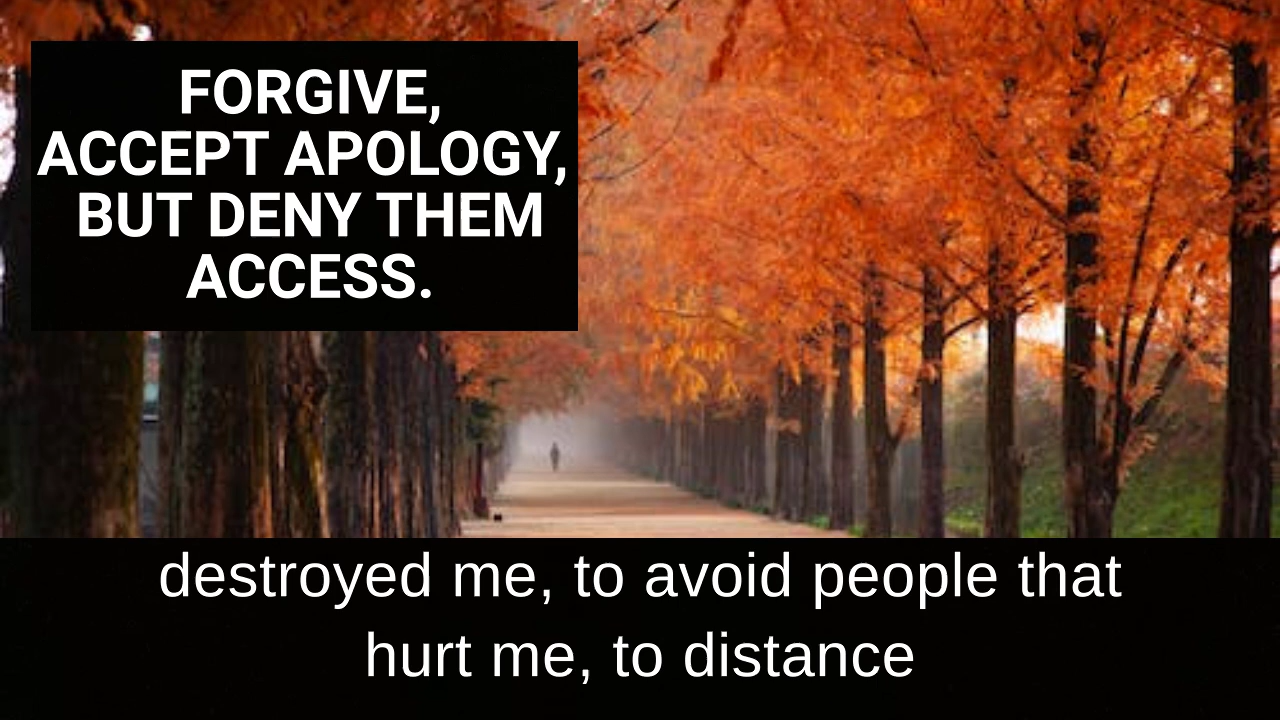 FORGIVE,
ACCEPT APOLOGY,
BUT DENY THEM
ACCESS.
destroyed me, to avoid people that
hurt me, to distance